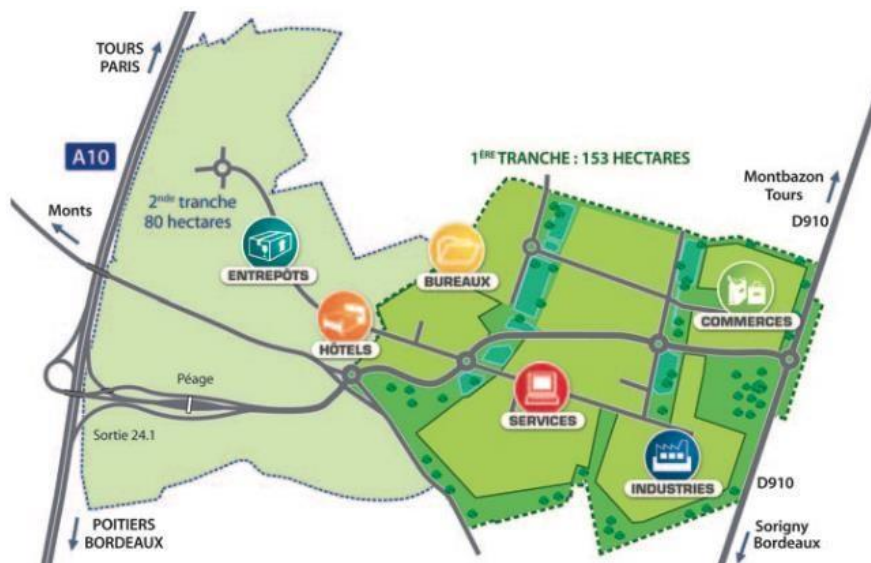 TOURS
PARIS
A10
1ÈRE TRANCHE : 153 HECTARES
Montbazon
Tours
D910
2nde tranche
80 hectares
Monts
ENTREPÔTS
BUREAUX
COMMERCES
HÔTELS
Péage
SERVICES
Sortie 24.1
INDUSTRIES
D910
POITIERS
BORDEAUX
Sorigny
Bordeaux